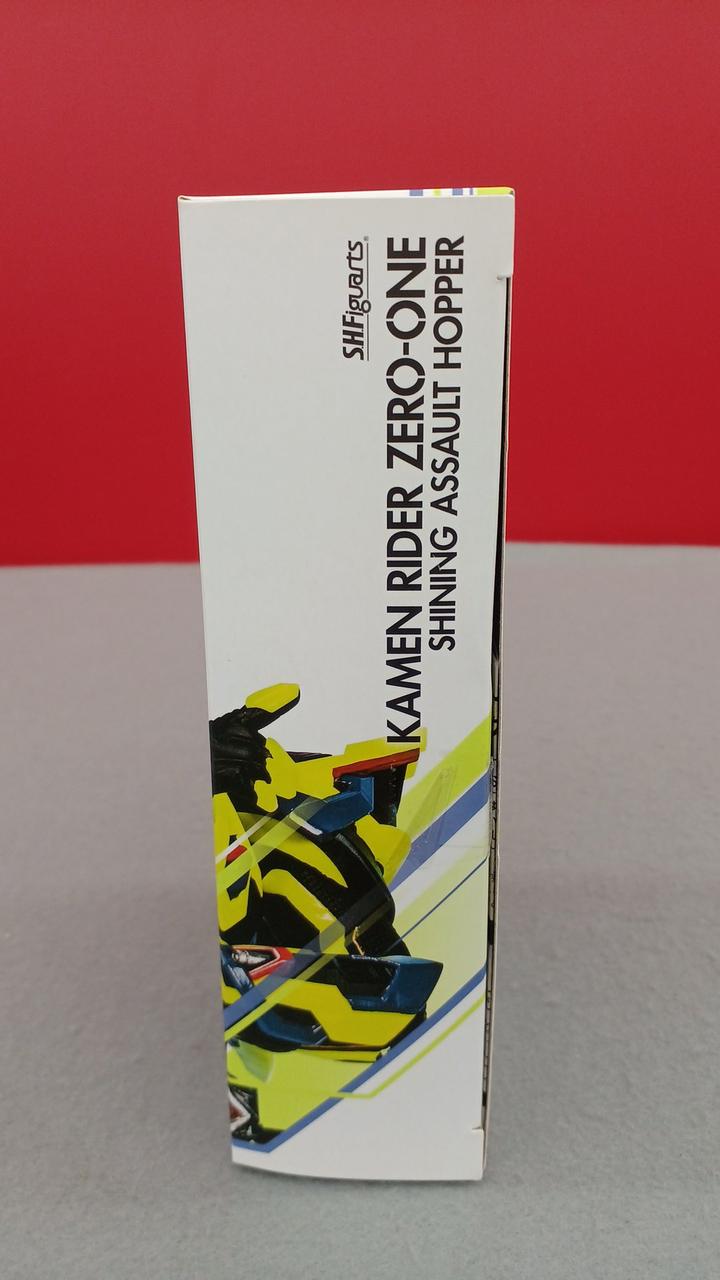 S.H.Figuarts®
KAMEN RIDER ZERO-ONE
SHINING ASSAULT HOPPER